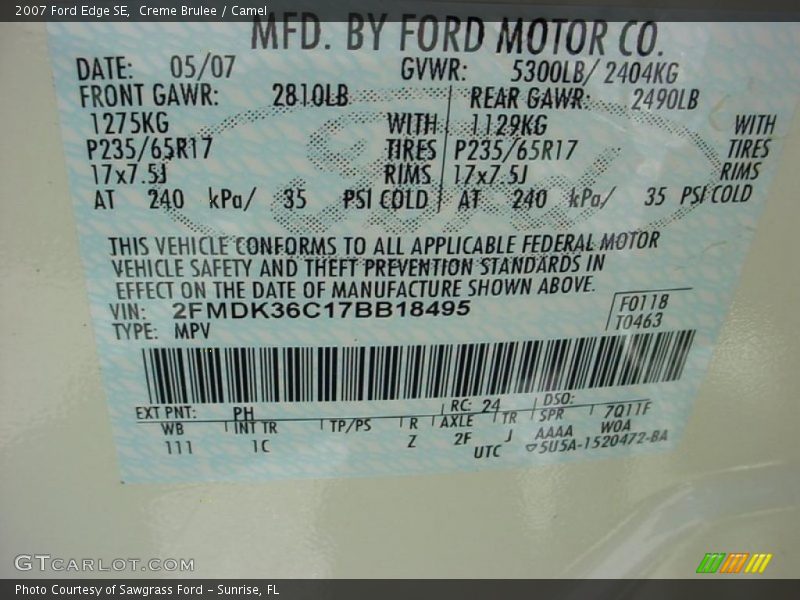 2007 Ford Edge SE, Creme Brulee / Camel
MFD. BY FORD MOTOR CO.
DATE: 05/07 GVWR: 5300LB/ 2404KG
FRONT GAWR: 2810LB REAR GAWR: 2490LB
1275KG WITH 1129KG WITH
P235/65R17 TIRES P235/65R17 TIRES
17x7.5J RIMS 17x7.5J RIMS
AT 240 kPa/ 35 PSI COLD AT 240 kPa/ 35 PSI COLD
THIS VEHICLE CONFORMS TO ALL APPLICABLE FEDERAL MOTOR
VEHICLE SAFETY AND THEFT PREVENTION STANDARDS IN
EFFECT ON THE DATE OF MANUFACTURE SHOWN ABOVE.
VIN: 2FMDK36C17BB18495 F0118
TYPE: MPV T0463
EXT PNT: PH RC: 24 DSO:
WB INT TR TP/PS R AXLE TR SPR 7Q11F
111 1C Z 2F J AAAA WOA
UTC ▽5U5A-1520472-BA
GTCARLOT.COM
Photo Courtesy of Sawgrass Ford - Sunrise, FL